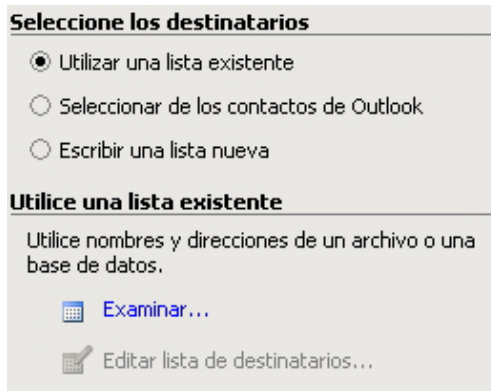 Seleccione los destinatarios
Utilizar una lista existente
Seleccionar de los contactos de Outlook
Escribir una lista nueva
Utilice una lista existente
Utilice nombres y direcciones de un archivo o una
base de datos.
Examinar...
Editar lista de destinatarios...